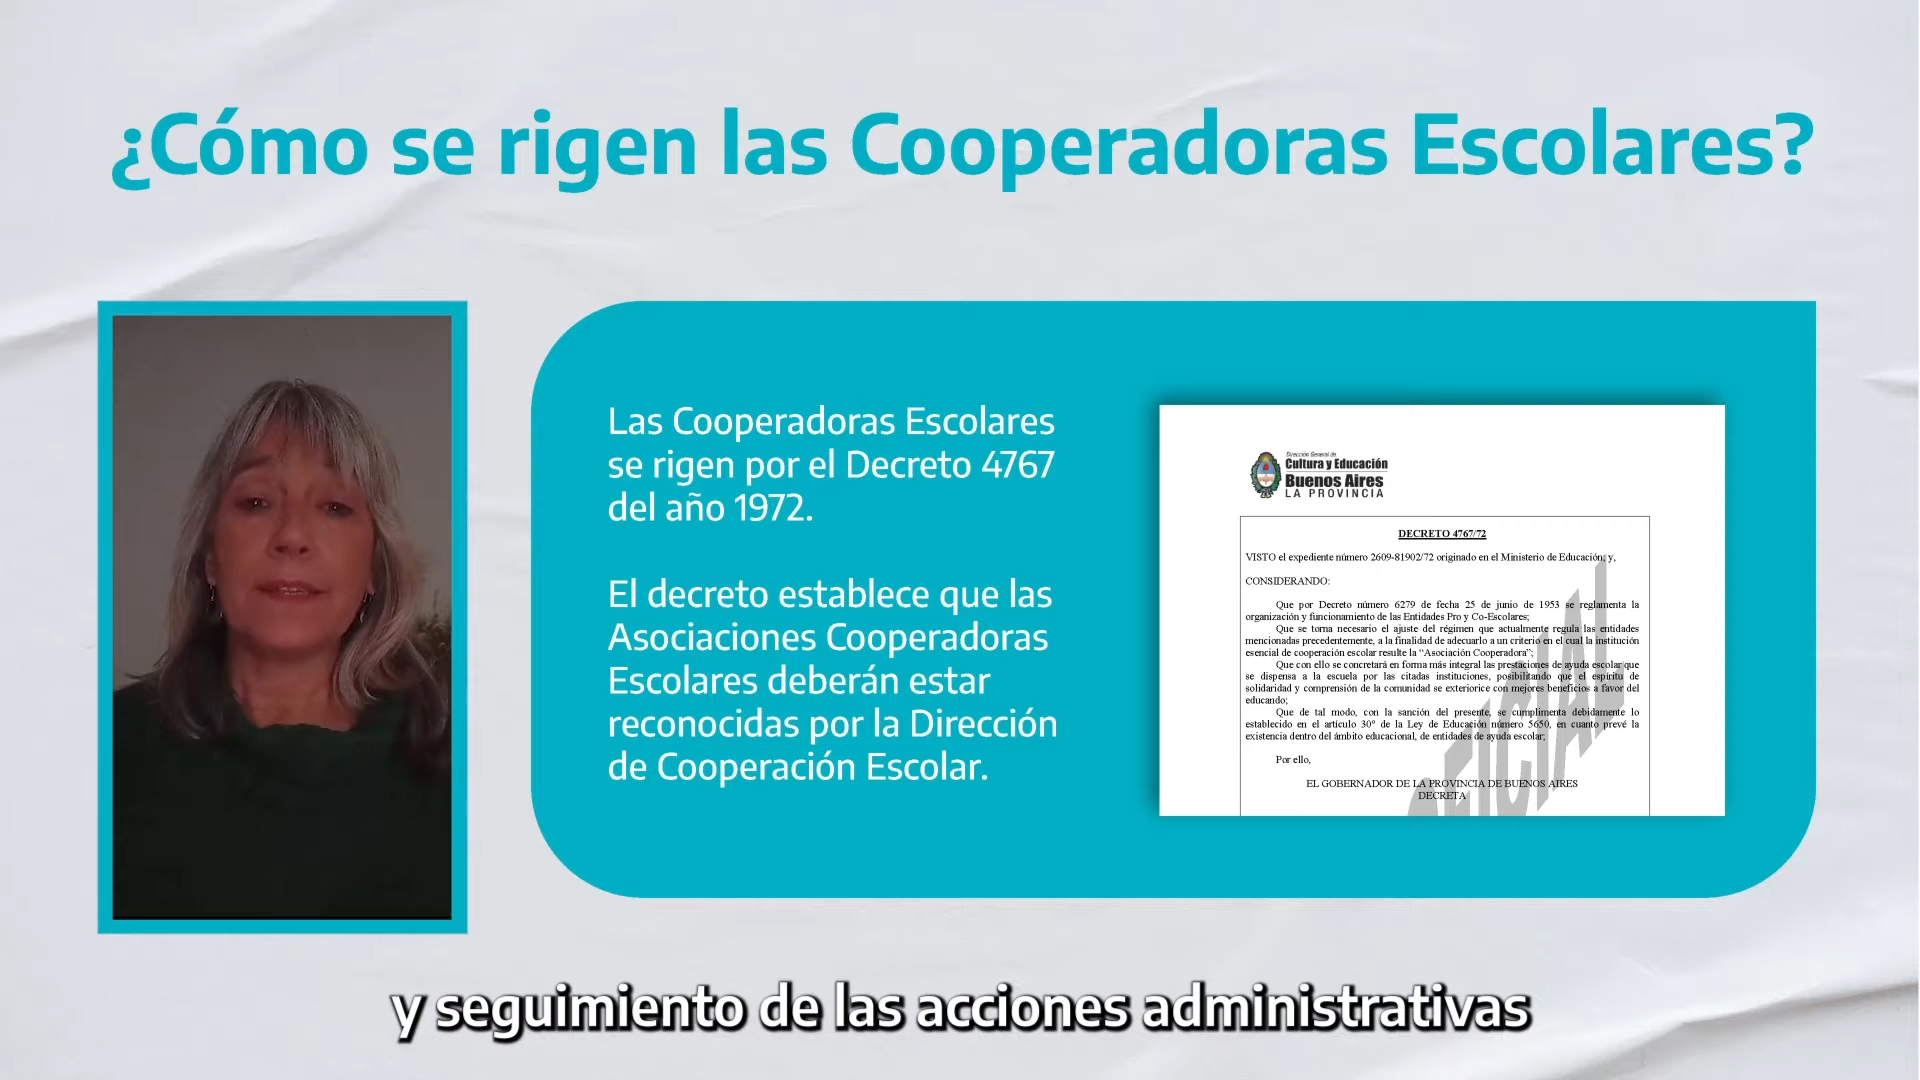 ¿Cómo se rigen las Cooperadoras Escolares?
Las Cooperadoras Escolares
se rigen por el Decreto 4767
del año 1972.
El decreto establece que las
Asociaciones Cooperadoras
Escolares deberán estar
reconocidas por la Dirección
de Cooperación Escolar.
Dirección General de
Cultura y Educación
Buenos Aires
LA PROVINCIA
DECRETO 4767/72
VISTO el expediente número 2609-81902/72 originado en el Ministerio de Educación; y,
CONSIDERANDO:
Que por Decreto número 6279 de fecha 25 de junio de 1953 se reglamenta la
organización y funcionamiento de las Entidades Pro y Co-Escolares;
Que se torna necesario el ajuste del régimen que actualmente regula las entidades
mencionadas precedentemente, a la finalidad de adecuarlo a un criterio en el cual la institución
esencial de cooperación escolar resulte la “Asociación Cooperadora”;
Que con ello se concretará en forma más integral las prestaciones de ayuda escolar que
se dispensa a la escuela por las citadas instituciones, posibilitando que el espíritu de
solidaridad y comprensión de la comunidad se exteriorice con mejores beneficios a favor del
educando;
Que de tal modo, con la sanción del presente, se cumplimenta debidamente lo
establecido en el artículo 30º de la Ley de Educación número 5650, en cuanto prevé la
existencia dentro del ámbito educacional, de entidades de ayuda escolar;
Por ello,
EL GOBERNADOR DE LA PROVINCIA DE BUENOS AIRES
DECRETA
y seguimiento de las acciones administrativas